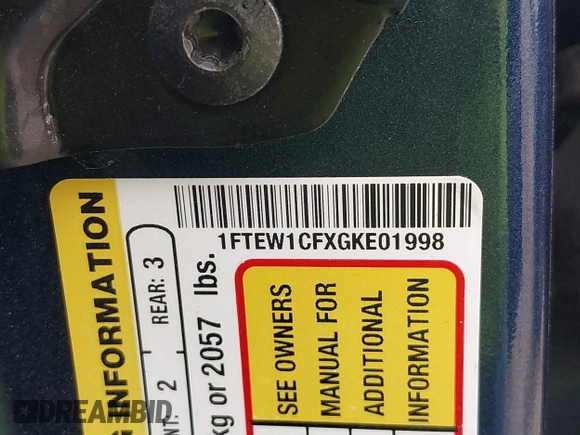 1FTEW1CFXGKE01998
INFORMATION
2 REAR: 3
kg or 2057 lbs.
SEE OWNERS
MANUAL FOR
ADDITIONAL
INFORMATION
DREAMBID